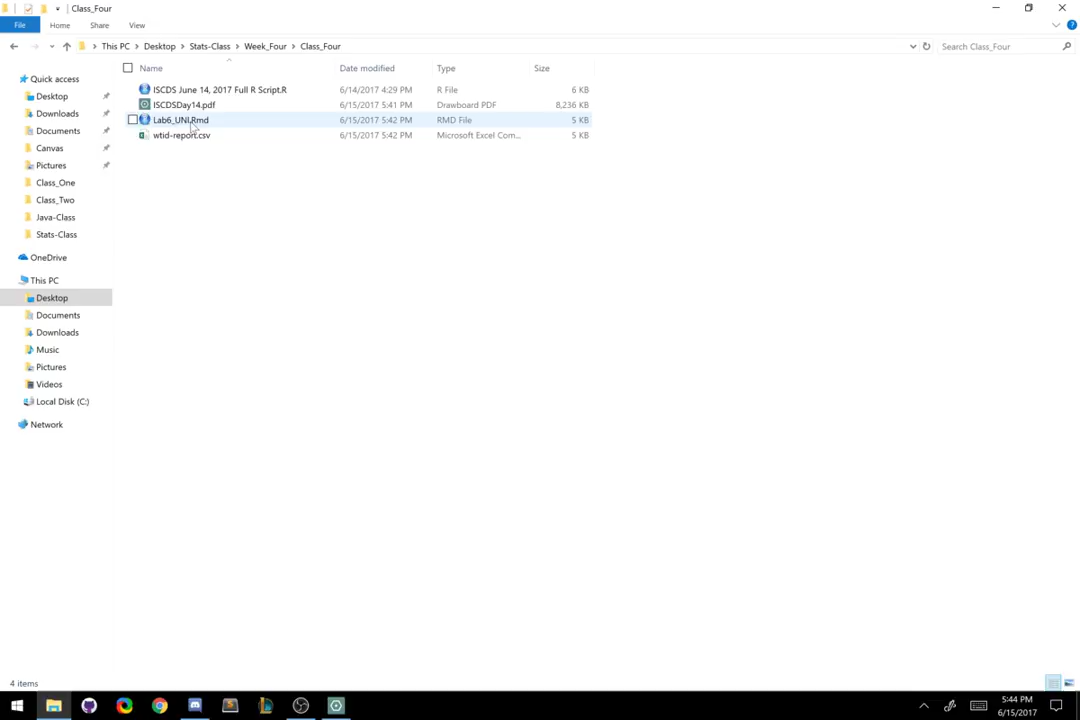 Class_Four
File Home Share View
This PC Desktop Stats-Class Week_Four Class_Four Search Class_Four
Name Date modified Type Size
ISCDS June 14, 2017 Full R Script.R 6/14/2017 4:29 PM R File 6 KB
ISCDSDay14.pdf 6/15/2017 5:41 PM Drawboard PDF 8,236 KB
Lab6_UNI.Rmd 6/15/2017 5:42 PM RMD File 5 KB
wtid-report.csv 6/15/2017 5:42 PM Microsoft Excel Com... 5 KB
Quick access
Desktop
Downloads
Documents
Canvas
Pictures
Class_One
Class_Two
Java-Class
Stats-Class
OneDrive
This PC
Desktop
Documents
Downloads
Music
Pictures
Videos
Local Disk (C:)
Network
4 items
5:44 PM
6/15/2017